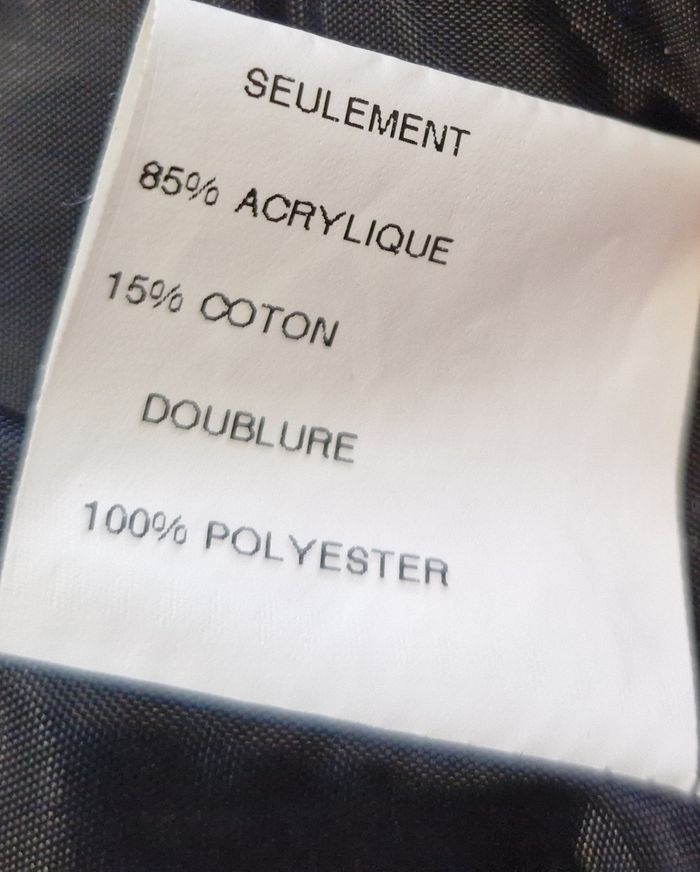 SEULEMENT
85% ACRYLIQUE
15% COTON
DOUBLURE
100% POLYESTER